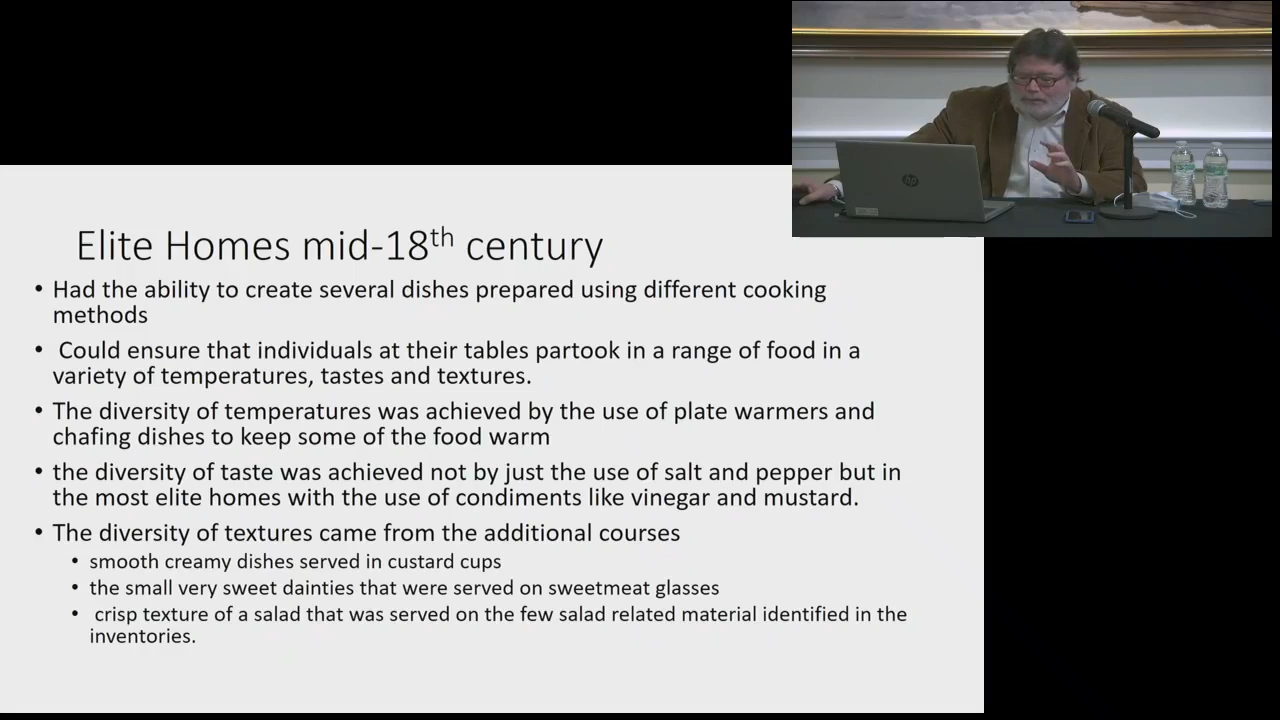 Elite Homes mid-18th century
• Had the ability to create several dishes prepared using different cooking
methods
• Could ensure that individuals at their tables partook in a range of food in a
variety of temperatures, tastes and textures.
• The diversity of temperatures was achieved by the use of plate warmers and
chafing dishes to keep some of the food warm
• the diversity of taste was achieved not by just the use of salt and pepper but in
the most elite homes with the use of condiments like vinegar and mustard.
• The diversity of textures came from the additional courses
• smooth creamy dishes served in custard cups
• the small very sweet dainties that were served on sweetmeat glasses
• crisp texture of a salad that was served on the few salad related material identified in the
inventories.
hp